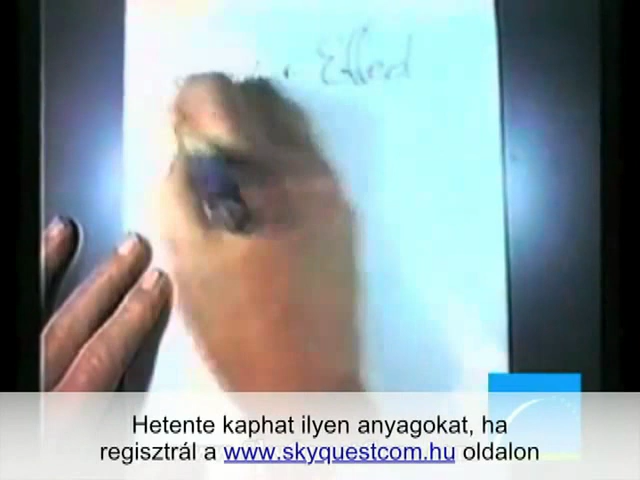 Effect
Hetente kaphat ilyen anyagokat, ha
regisztrál a www.skyquestcom.hu oldalon